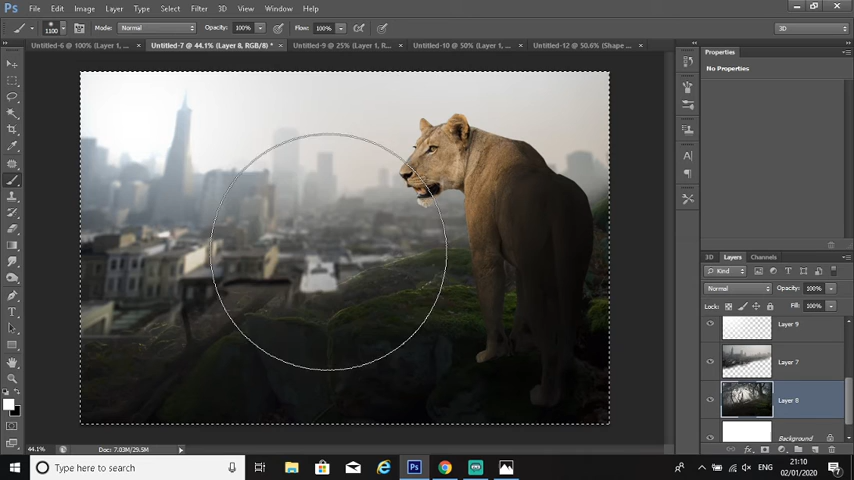 Ps File Edit Image Layer Type Select Filter 3D View Window Help
1100 Mode: Normal Opacity: 100% Flow: 100% 3D
Untitled-6 @ 100% (Layer 1, Untitled-7 @ 44.1% (Layer 8, RGB/8) * Untitled-9 @ 25% (Layer 1, R Untitled-10 @ 50% (Layer 1, Untitled-12 @ 50.6% (Shape
Properties
No Properties
3D Layers Channels
Kind
Normal Opacity: 100%
Lock: Fill: 100%
Layer 9
Layer 7
Layer 8
Background
44.1% Doc: 7.03M/29.5M
Type here to search ENG 21:10
02/01/2020